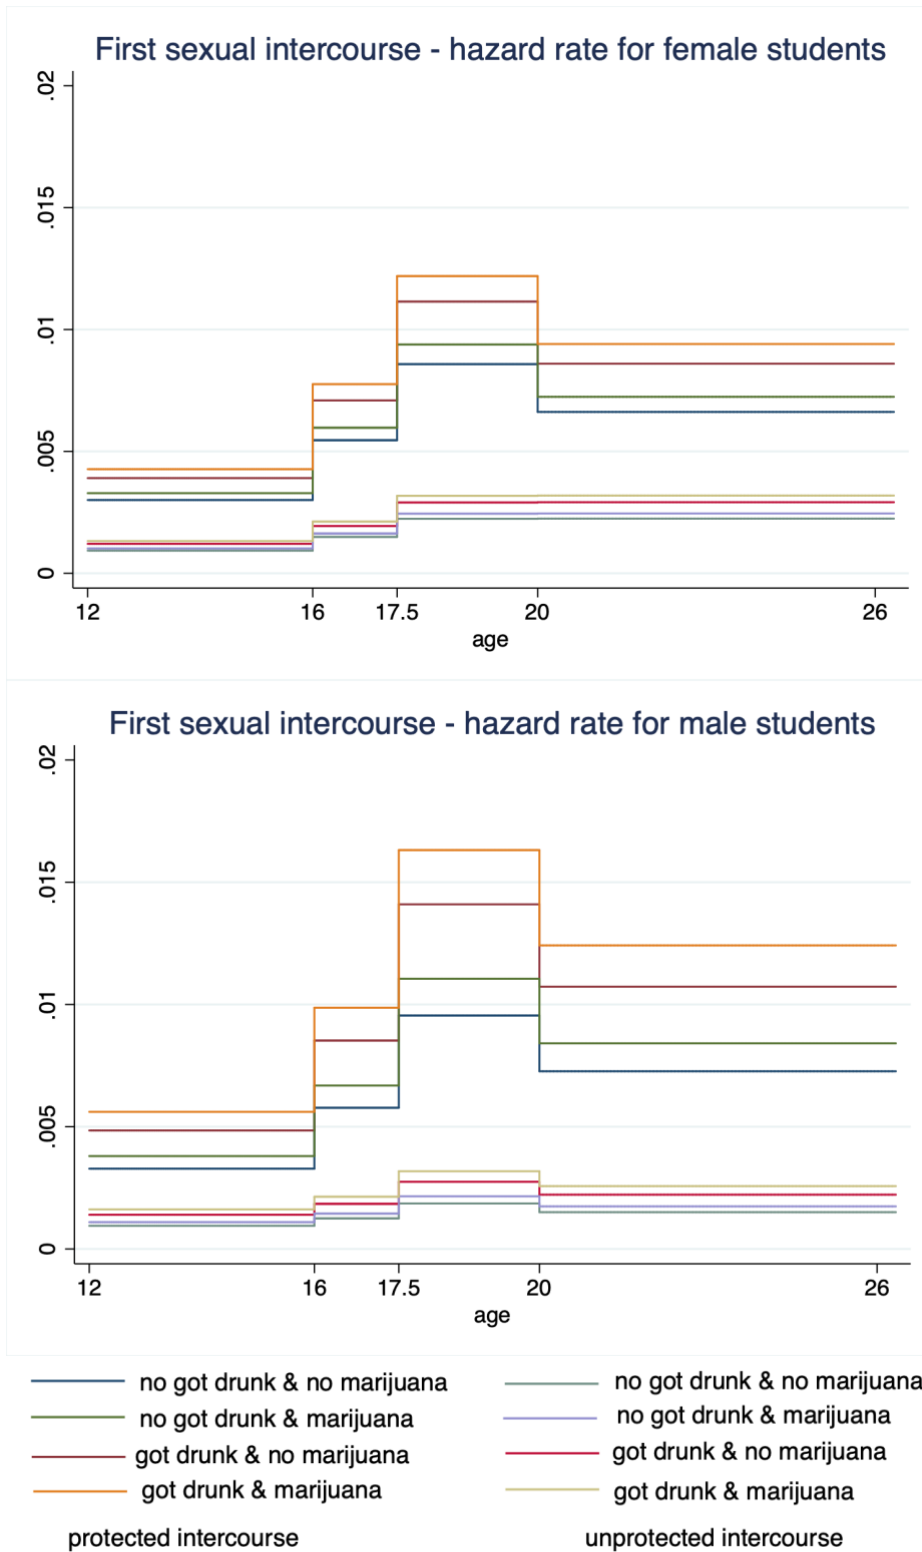 First sexual intercourse - hazard rate for female students
.02
.015
.01
.005
0
12 16 17.5 20 26
age
First sexual intercourse - hazard rate for male students
.02
.015
.01
.005
0
12 16 17.5 20 26
age
no got drunk & no marijuana
no got drunk & marijuana
got drunk & no marijuana
got drunk & marijuana
protected intercourse
no got drunk & no marijuana
no got drunk & marijuana
got drunk & no marijuana
got drunk & marijuana
unprotected intercourse